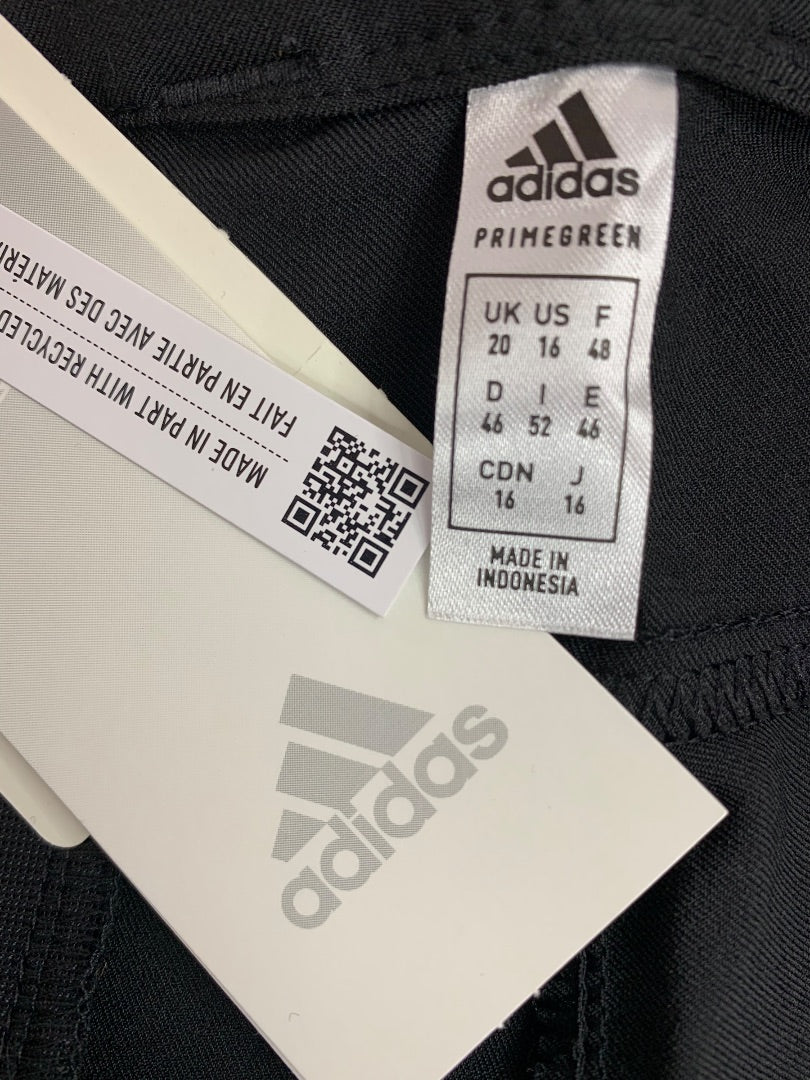 adidas
PRIMEGREEN
UK US F
20 16 48
D I E
46 52 46
CDN J
16 16
MADE IN
INDONESIA
MADE IN PART WITH RECYCLED
FAIT EN PARTIE AVEC DES
adidas